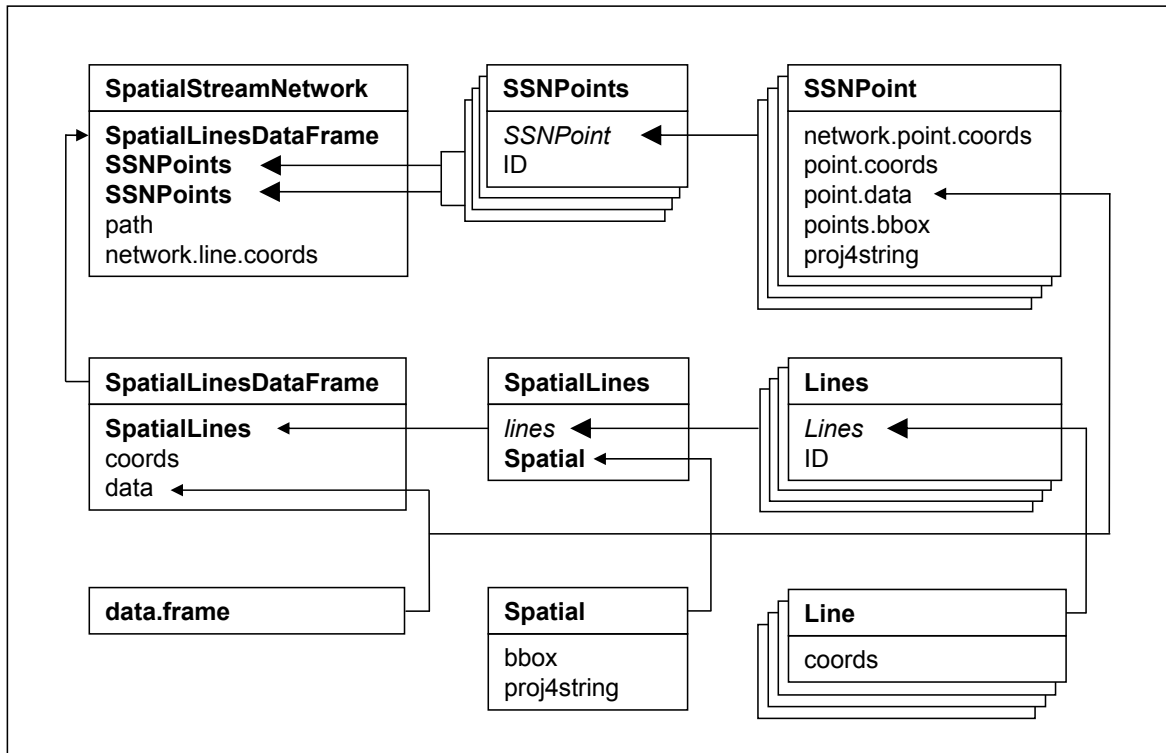 SpatialStreamNetwork
SpatialLinesDataFrame
SSNPoints
SSNPoints
path
network.line.coords
SSNPoints
SSNPoint
ID
SSNPoint
network.point.coords
point.coords
point.data
points.bbox
proj4string
SpatialLinesDataFrame
SpatialLines
coords
data
SpatialLines
lines
Spatial
Lines
Lines
ID
data.frame
Spatial
bbox
proj4string
Line
coords